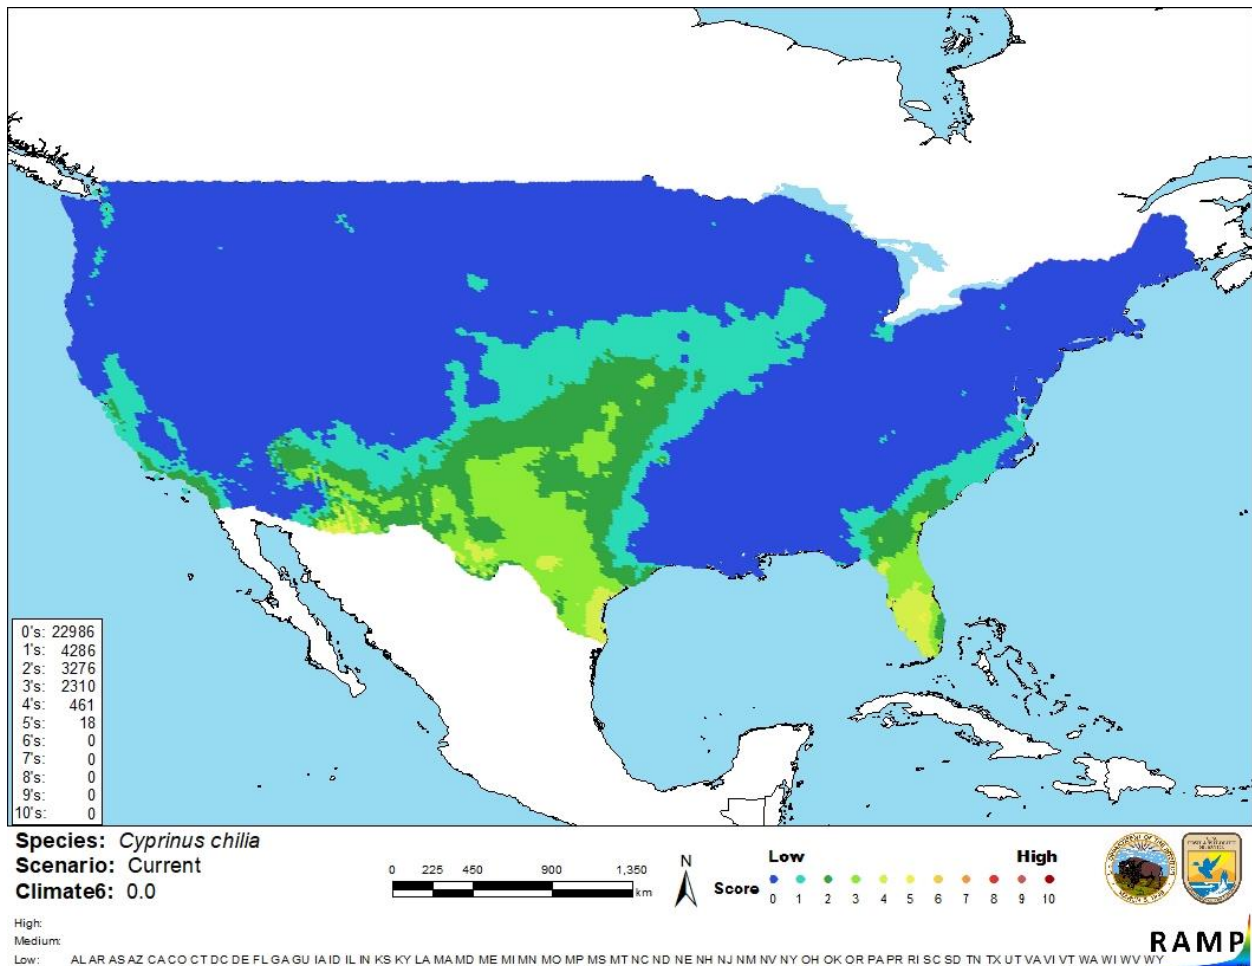 0's: 22986
1's: 4286
2's: 3276
3's: 2310
4's: 461
5's: 18
6's: 0
7's: 0
8's: 0
9's: 0
10's: 0
Species: Cyprinus chilia
Scenario: Current
Climate6: 0.0
0 225 450 900 1,350
km
N
Low High
Score
0 1 2 3 4 5 6 7 8 9 10
High:
Medium:
Low: AL AR AS AZ CA CO CT DC DE FL GA GU IA ID IL IN KS KY LA MA MD ME MI MN MO MP MS MT NC ND NE NH NJ NM NV NY OH OK OR PA PR RI SC SD TN TX UT VA VI VT WA WI WV WY
RAMP